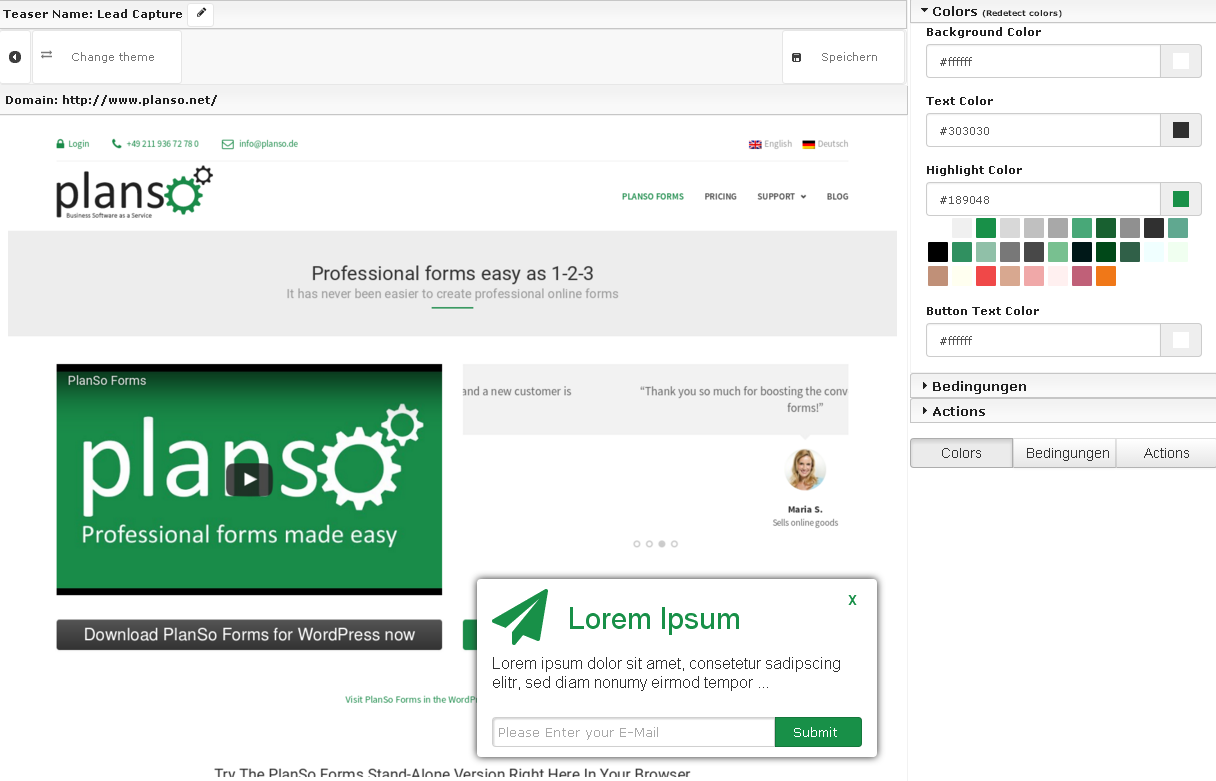 Teaser Name: Lead Capture
Change theme
Speichern
Domain: http://www.planso.net/
Login
+49 211 936 72 78 0
info@planso.de
English
Deutsch
planso
Business Software as a Service
PLANSO FORMS
PRICING
SUPPORT
BLOG
Professional forms easy as 1-2-3
It has never been easier to create professional online forms
PlanSo Forms
planso
Professional forms made easy
and a new customer is
“Thank you so much for boosting the conv
forms!”
Maria S.
Sells online goods
Download PlanSo Forms for WordPress now
Visit PlanSo Forms in the WordPr
Lorem Ipsum
X
Lorem ipsum dolor sit amet, consetetur sadipscing
elitr, sed diam nonumy eirmod tempor ...
Please Enter your E-Mail
Submit
Try The PlanSo Forms Stand-Alone Version Right Here In Your Browser
Colors (Redetect colors)
Background Color
#ffffff
Text Color
#303030
Highlight Color
#189048
Button Text Color
#ffffff
Bedingungen
Actions
Colors
Bedingungen
Actions